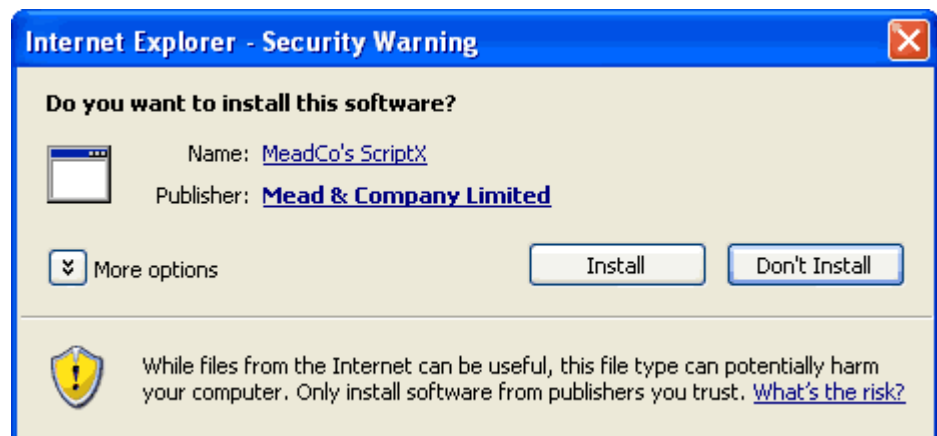 Internet Explorer - Security Warning
Do you want to install this software?
Name: MeadCo's ScriptX
Publisher: Mead & Company Limited
More options
Install
Don't Install
While files from the Internet can be useful, this file type can potentially harm
your computer. Only install software from publishers you trust. What's the risk?